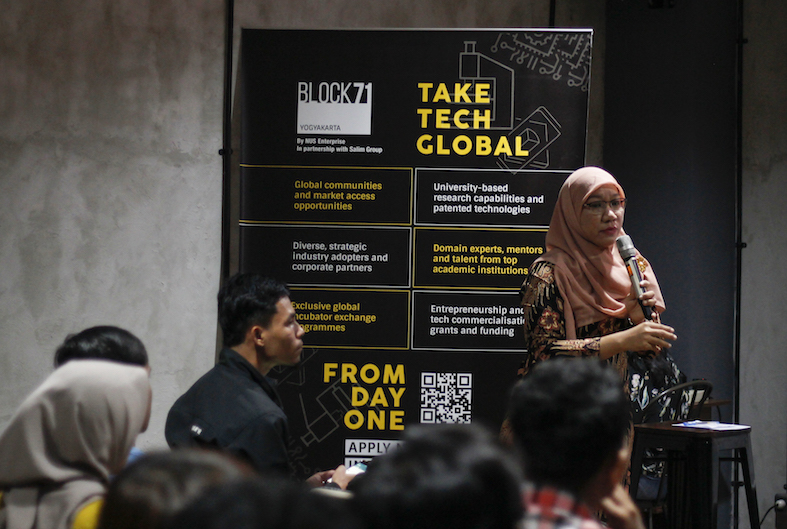 BLOCK71
YOGYAKARTA
By NUS Enterprise
In partnership with Salim Group
TAKE
TECH
GLOBAL
Global communities
and market access
opportunities
University-based
research capabilities and
patented technologies
Diverse, strategic
industry adopters and
corporate partners
Domain experts, mentors
and talent from top
academic institutions
Exclusive global
incubator exchange
programmes
Entrepreneurship and
tech commercialisati
grants and funding
FROM
DAY
ONE
APPLY